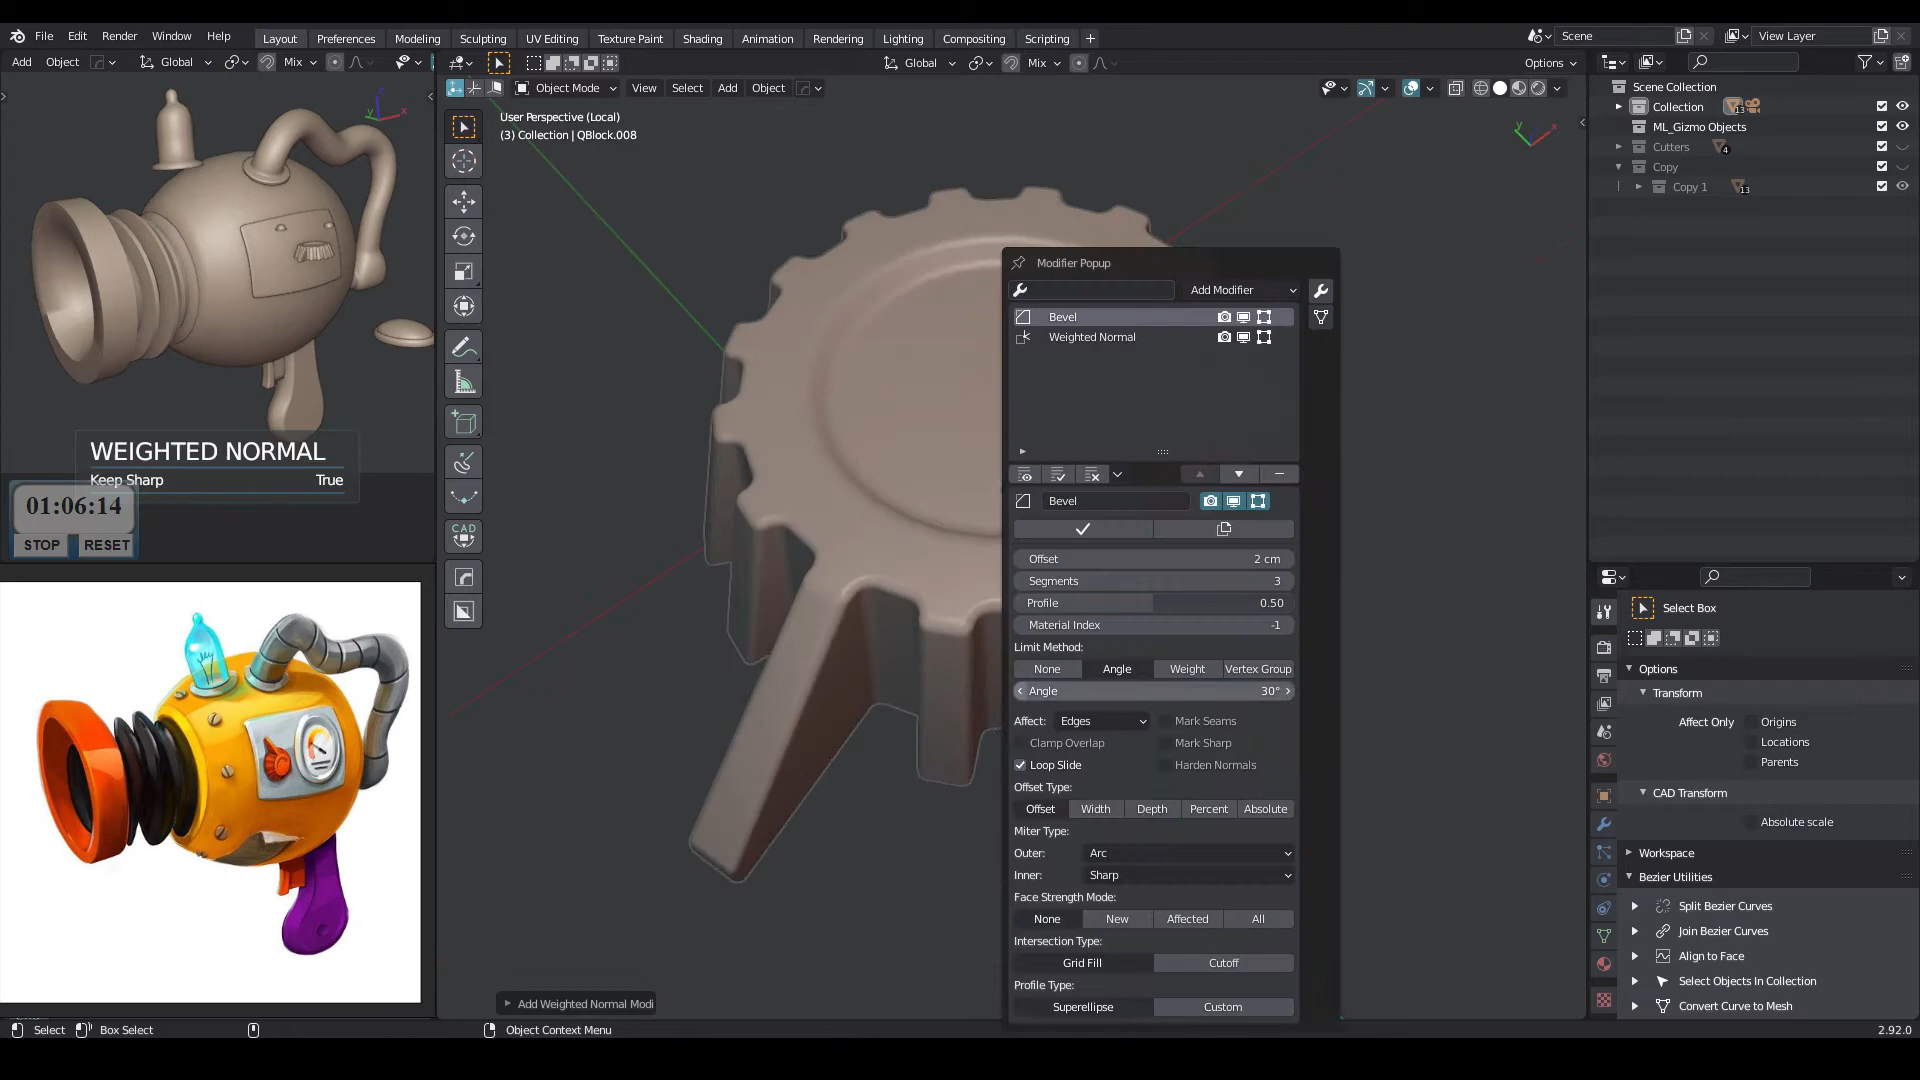 File Edit Render Window Help
Layout Preferences Modeling Sculpting UV Editing Texture Paint Shading Animation Rendering Lighting Compositing Scripting +
Scene
View Layer
Add Object Global Mix
Global Mix Options
Object Mode View Select Add Object
User Perspective (Local)
(3) Collection | QBlock.008
Scene Collection
Collection 13
ML_Gizmo Objects
Cutters 4
Copy
Copy 1 13
WEIGHTED NORMAL
Keep Sharp True
01:06:14
STOP RESET
CAD
Modifier Popup
Add Modifier
Bevel
Weighted Normal
Bevel
Offset 2 cm
Segments 3
Profile 0.50
Material Index -1
Limit Method:
None Angle Weight Vertex Group
Angle 30°
Affect: Edges Mark Seams
Clamp Overlap Mark Sharp
Loop Slide Harden Normals
Offset Type:
Offset Width Depth Percent Absolute
Miter Type:
Outer: Arc
Inner: Sharp
Face Strength Mode:
None New Affected All
Intersection Type:
Grid Fill Cutoff
Profile Type:
Superellipse Custom
Select Box
Options
Transform
Affect Only Origins
Locations
Parents
CAD Transform
Absolute scale
Workspace
Bezier Utilities
Split Bezier Curves
Join Bezier Curves
Align to Face
Select Objects In Collection
Convert Curve to Mesh
Add Weighted Normal Modi
Select Box Select Object Context Menu 2.92.0